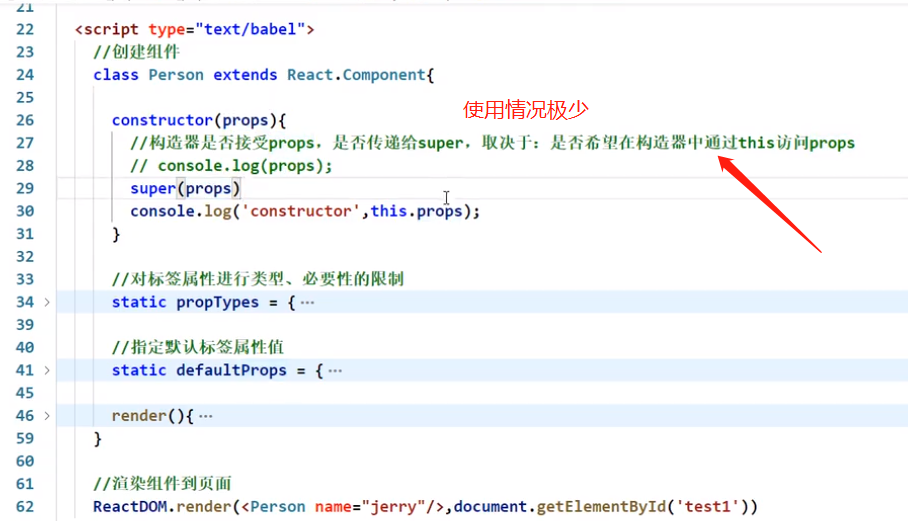 21
22 <script type="text/babel">
23 //创建组件
24 class Person extends React.Component{
25
使用情况极少
26 constructor(props){
27 //构造器是否接受props，是否传递给super，取决于：是否希望在构造器中通过this访问props
28 // console.log(props);
29 super(props)
30 console.log('constructor',this.props);
31 }
32
33 //对标签属性进行类型、必要性的限制
34 static propTypes = {…
39
40 //指定默认标签属性值
41 static defaultProps = {…
45
46 render(){…
59 }
60
61 //渲染组件到页面
62 ReactDOM.render(<Person name="jerry"/>,document.getElementById('test1'))